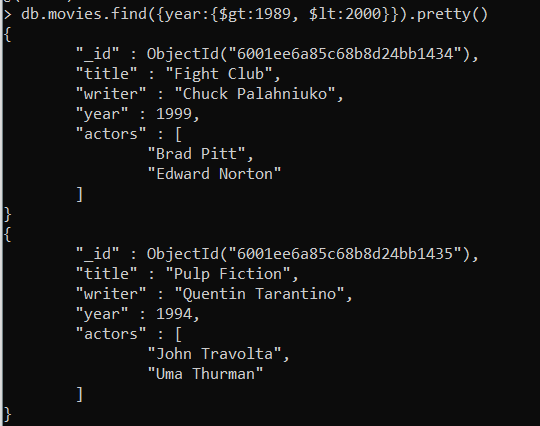 > db.movies.find({year:{$gt:1989, $lt:2000}}).pretty()
{
"_id" : ObjectId("6001ee6a85c68b8d24bb1434"),
"title" : "Fight Club",
"writer" : "Chuck Palahniuko",
"year" : 1999,
"actors" : [
"Brad Pitt",
"Edward Norton"
]
}
{
"_id" : ObjectId("6001ee6a85c68b8d24bb1435"),
"title" : "Pulp Fiction",
"writer" : "Quentin Tarantino",
"year" : 1994,
"actors" : [
"John Travolta",
"Uma Thurman"
]
}